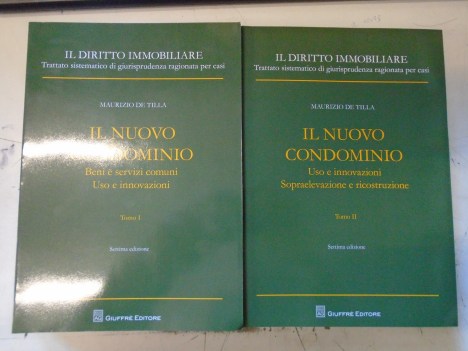 IL DIRITTO IMMOBILIARE
Trattato sistematico di giurisprudenza ragionata per casi
MAURIZIO DE TILLA
IL NUOVO
CONDOMINIO
Beni e servizi comuni
Uso e innovazioni
Tomo I
Settima edizione
GIUFFRÈ EDITORE
IL DIRITTO IMMOBILIARE
Trattato sistematico di giurisprudenza ragionata per casi
MAURIZIO DE TILLA
IL NUOVO
CONDOMINIO
Uso e innovazioni
Sopraelevazione e ricostruzione
Tomo II
Settima edizione
GIUFFRÈ EDITORE